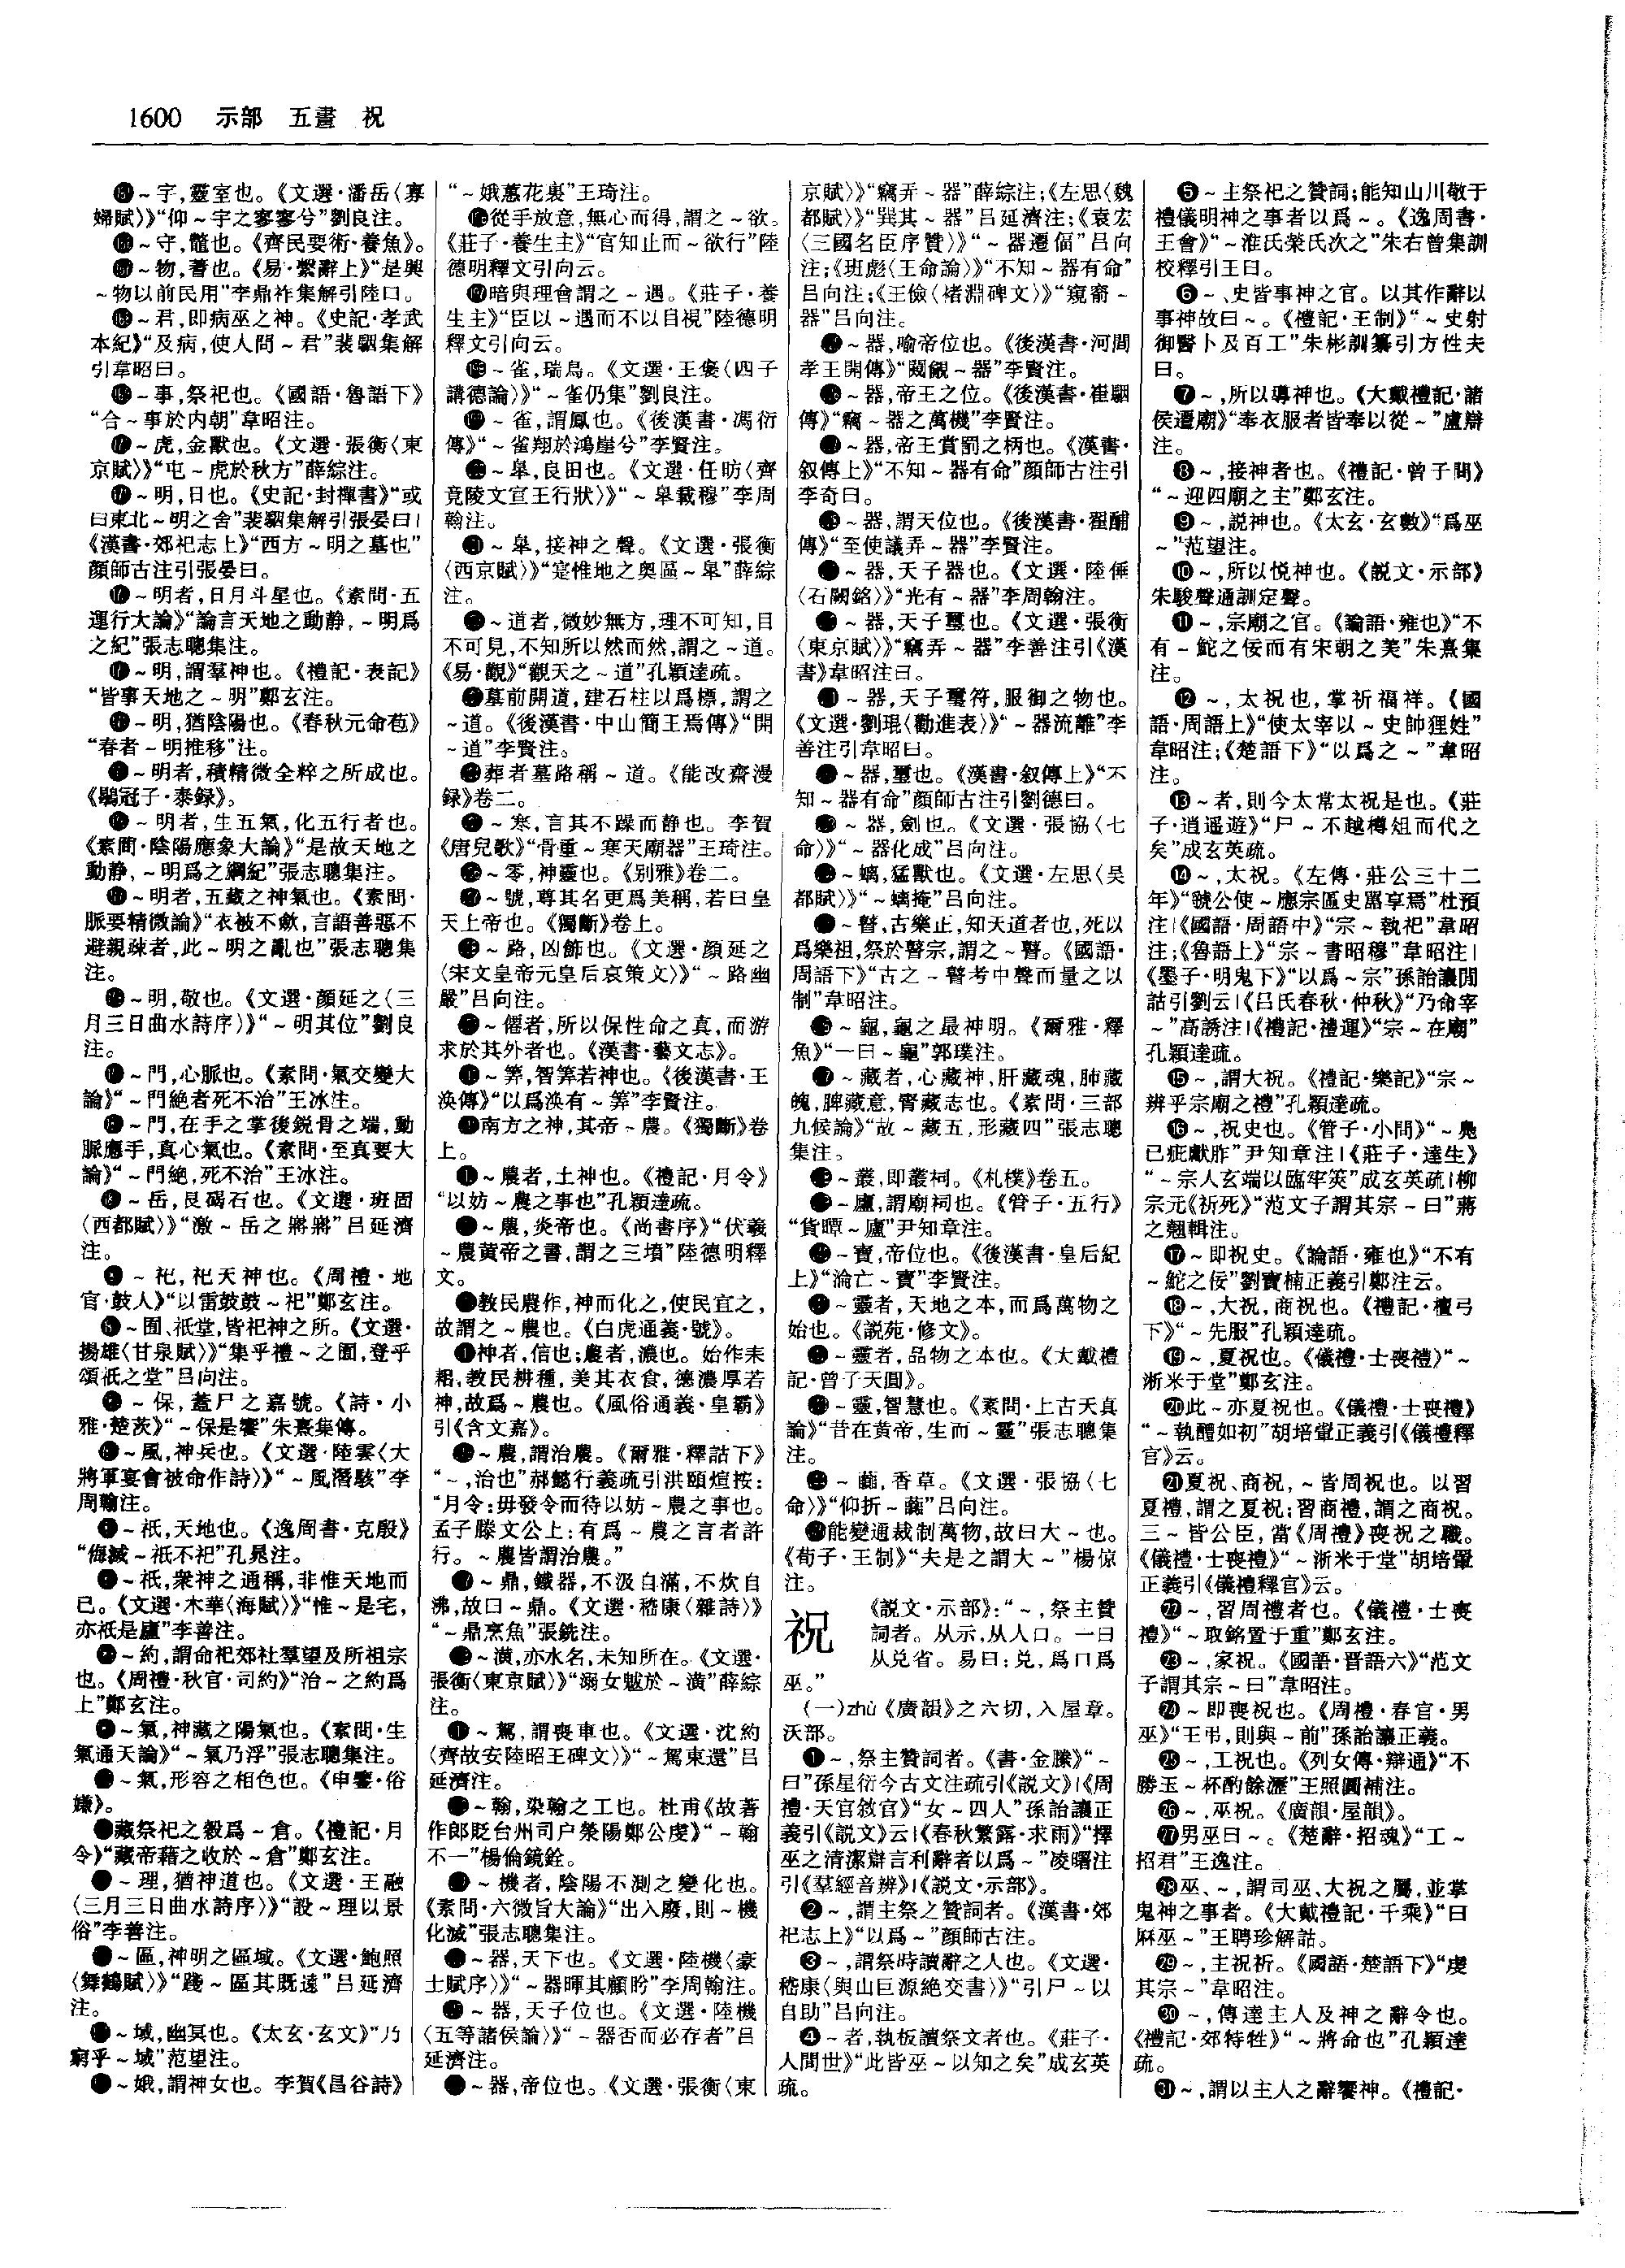 1600 示部 五畫 祝
～宇,靈室也。《文選·潘岳〈寡
婦賦〉》“仰～宇之寥寥兮”劉良注。
～守,鼈也。《齊民要術·養魚》。
～物,蓍也。《易·繫辭上》“是興
～物以前民用”李鼎祚集解引陸口。
～君,即病巫之神。《史記·孝武
本紀》“及病,使人問～君”裴駰集解
引韋昭曰。
～事,祭祀也。《國語·魯語下》
“合～事於内朝”韋昭注。
～虎,金獸也。《文選·張衡〈東
京賦〉》“屯～虎於秋方”薛綜注。
～明,日也。《史記·封禪書》“或
曰東北～明之舍”裴駰集解引張晏曰|
《漢書·郊祀志上》“西方～明之墓也”
顔師古注引張晏曰。
～明者,日月斗星也。《素問·五
運行大論》“論言天地之動静,～明爲
之紀”張志聰集注。
～明,謂羣神也。《禮記·表記》
“皆事天地之～明”鄭玄注。
～明,猶陰陽也。《春秋元命苞》
“春者～明推移”注。
～明者,積精微全粹之所成也。
《鶡冠子·泰録》。
～明者,生五氣,化五行者也。
《素問·陰陽應象大論》“是故天地之
動静,～明爲之綱紀”張志聰集注。
～明者,五藏之神氣也。《素問·
脈要精微論》“衣被不斂,言語善惡不
避親疎者,此～明之亂也”張志聰集
注。
～明,敬也。《文選·顔延之〈三
月三日曲水詩序〉》“～明其位”劉良
注。
～門,心脈也。《素問·氣交變大
論》“～門絶者死不治”王冰注。
～門,在手之掌後鋭骨之端,動
脈應手,真心氣也。《素問·至真要大
論》“～門絶,死不治”王冰注。
～岳,艮碣石也。《文選·班固
〈西都賦〉》“激～岳之嶈嶈”吕延濟
注。
～祀,祀天神也。《周禮·地
官·鼓人》“以雷鼓鼓～祀”鄭玄注。
～囿、祇堂,皆祀神之所。《文選·
揚雄〈甘泉賦〉》“集乎禮～之囿,登乎
頌祇之堂”吕向注。
～保,蓋尸之嘉號。《詩·小
雅·楚茨》“～保是饗”朱熹集傳。
～風,神兵也。《文選·陸雲〈大
將軍宴會被命作詩〉》“～風潛駭”李
周翰注。
～祇,天地也。《逸周書·克殷》
“侮滅～祇不祀”孔晁注。
～祇,衆神之通稱,非惟天地而
已。《文選·木華〈海賦〉》“惟～是宅,
亦祇是廬”李善注。
～約,謂命祀郊社羣望及所祖宗
也。《周禮·秋官·司約》“治～之約爲
上”鄭玄注。
～氣,神藏之陽氣也。《素問·生
氣通天論》“～氣乃浮”張志聰集注。
～氣,形容之相色也。《申鑒·俗
嫌》。
藏祭祀之穀爲～倉。《禮記·月
令》“藏帝藉之收於～倉”鄭玄注。
～理,猶神道也。《文選·王融
〈三月三日曲水詩序〉》“設～理以景
俗”李善注。
～區,神明之區域。《文選·鮑照
〈舞鶴賦〉》“踐～區其既遠”吕延濟
注。
～域,幽冥也。《太玄·玄文》“乃
窮乎～域”范望注。
～娥,謂神女也。李賀《昌谷詩》
“～娥蕙花裏”王琦注。
從手放意,無心而得,謂之～欲。
《莊子·養生主》“官知止而～欲行”陸
德明釋文引向云。
暗與理會謂之～遇。《莊子·養
生主》“臣以～遇而不以目視”陸德明
釋文引向云。
～雀,瑞鳥。《文選·王褒〈四子
講德論〉》“～雀仍集”劉良注。
～雀,謂鳳也。《後漢書·馮衍
傳》“～雀翔於鴻崖兮”李賢注。
～皋,良田也。《文選·任昉〈齊
竟陵文宣王行狀〉》“～皋載穆”李周
翰注。
～皋,接神之聲。《文選·張衡
〈西京賦〉》“寔惟地之奥區～皋”薛綜
注。
～道者,微妙無方,理不可知,目
不可見,不知所以然而然,謂之～道。
《易·觀》“觀天之～道”孔穎達疏。
墓前開道,建石柱以爲標,謂之
～道。《後漢書·中山簡王焉傳》“開
～道”李賢注。
葬者墓路稱～道。《能改齋漫
録》卷二。
～寒,言其不躁而静也。李賀
《唐兒歌》“骨重～寒天廟器”王琦注。
～零,神靈也。《别雅》卷二。
～號,尊其名更爲美稱,若曰皇
天上帝也。《獨斷》卷上。
～路,凶飾也。《文選·顔延之
〈宋文皇帝元皇后哀策文〉》“～路幽
嚴”吕向注。
～僊者,所以保性命之真,而游
求於其外者也。《漢書·藝文志》。
～筭,智筭若神也。《後漢書·王
涣傳》“以爲涣有～筭”李賢注。
南方之神,其帝～農。《獨斷》卷
上。
～農者,土神也。《禮記·月令》
“以妨～農之事也”孔穎達疏。
～農,炎帝也。《尚書序》“伏羲
～農黄帝之書,謂之三墳”陸德明釋
文。
教民農作,神而化之,使民宜之,
故謂之～農也。《白虎通義·號》。
神者,信也;農者,濃也。始作耒
耜,教民耕種,美其衣食,德濃厚若
神,故爲～農也。《風俗通義·皇霸》
引《含文嘉》。
～農,謂治農。《爾雅·釋詁下》
“～,治也”郝懿行義疏引洪頤煊按:
“月令:毋發令而待以妨～農之事也。
孟子滕文公上:有爲～農之言者許
行。～農皆謂治農。”
～鼎,鐵器,不汲自滿,不炊自
沸,故曰～鼎。《文選·嵇康〈雜詩〉》
“～鼎烹魚”張銑注。
～潢,亦水名,未知所在。《文選·
張衡〈東京賦〉》“溺女魃於～潢”薛綜
注。
～駕,謂喪車也。《文選·沈約
〈齊故安陸昭王碑文〉》“～駕東還”吕
延濟注。
～翰,染翰之工也。杜甫《故著
作郎貶台州司户滎陽鄭公虔》“～翰
不一”楊倫鏡銓。
～機者,陰陽不測之變化也。
《素問·六微旨大論》“出入廢,則～機
化滅”張志聰集注。
～器,天下也。《文選·陸機〈豪
士賦序〉》“～器暉其顧盻”李周翰注。
～器,天子位也。《文選·陸機
〈五等諸侯論〉》“～器否而必存者”吕
延濟注。
～器,帝位也。《文選·張衡〈東
京賦〉》“竊弄～器”薛綜注;《左思〈魏
都賦〉》“巽其～器”吕延濟注;《袁宏
〈三國名臣序贊〉》“～器遷偪”吕向
注;《班彪〈王命論〉》“不知～器有命”
吕向注;《王儉〈褚淵碑文〉》“窺窬～
器”吕向注。
～器,喻帝位也。《後漢書·河間
孝王開傳》“闚覦～器”李賢注。
～器,帝王之位。《後漢書·崔駰
傳》“竊～器之萬機”李賢注。
～器,帝王賞罰之柄也。《漢書·
叙傳上》“不知～器有命”顔師古注引
李奇曰。
～器,謂天位也。《後漢書·翟酺
傳》“至使議弄～器”李賢注。
～器,天子器也。《文選·陸倕
〈石闕銘〉》“光有～器”李周翰注。
～器,天子璽也。《文選·張衡
〈東京賦〉》“竊弄～器”李善注引《漢
書》韋昭注曰。
～器,天子璽符,服御之物也。
《文選·劉琨〈勸進表〉》“～器流離”李
善注引韋昭曰。
～器,璽也。《漢書·叙傳上》“不
知～器有命”顔師古注引劉德曰。
～器,劍也。《文選·張協〈七
命〉》“～器化成”吕向注。
～螭,猛獸也。《文選·左思〈吴
都賦〉》“～螭掩”吕向注。
～瞽,古樂正,知天道者也,死以
爲樂祖,祭於瞽宗,謂之～瞽。《國語·
周語下》“古之～瞽考中聲而量之以
制”韋昭注。
～龜,龜之最神明。《爾雅·釋
魚》“一曰～龜”郭璞注。
～藏者,心藏神,肝藏魂,肺藏
魄,脾藏意,腎藏志也。《素問·三部
九候論》“故～藏五,形藏四”張志聰
集注。
～叢,即叢祠。《札樸》卷五。
～廬,謂廟祠也。《管子·五行》
“貨曋～廬”尹知章注。
～寶,帝位也。《後漢書·皇后紀
上》“淪亡～寶”李賢注。
～靈者,天地之本,而爲萬物之
始也。《説苑·修文》。
～靈者,品物之本也。《大戴禮
記·曾子天圓》。
～靈,智慧也。《素問·上古天真
論》“昔在黄帝,生而～靈”張志聰集
注。
～虈,香草。《文選·張協〈七
命〉》“仰折～虈”吕向注。
能變通裁制萬物,故曰大～也。
《荀子·王制》“夫是之謂大～”楊倞
注。
祝 《説文·示部》:“～,祭主贊
詞者。从示,从人口。一曰
从兑省。易曰:兑,爲口爲
巫。”
(一)zhù《廣韻》之六切,入屋章。
沃部。
❶～,祭主贊詞者。《書·金縢》“～
曰”孫星衍今古文注疏引《説文》|《周
禮·天官敘官》“女～四人”孫詒讓正
義引《説文》云|《春秋繁露·求雨》“擇
巫之清潔辯言利辭者以爲～”凌曙注
引《羣經音辨》|《説文·示部》。
❷～,謂主祭之贊詞者。《漢書·郊
祀志上》“以爲～”顔師古注。
❸～,謂祭時讀辭之人也。《文選·
嵇康〈與山巨源絶交書〉》“引尸～以
自助”吕向注。
❹～者,執板讀祭文者也。《莊子·
人間世》“此皆巫～以知之矣”成玄英
疏。
❺～主祭祀之贊詞;能知山川敬于
禮儀明神之事者以爲～。《逸周書·
王會》“～淮氏榮氏次之”朱右曾集訓
校釋引王曰。
❻～、史皆事神之官。以其作辭以
事神故曰～。《禮記·王制》“～史射
御醫卜及百工”朱彬訓纂引方性夫
曰。
❼～,所以導神也。《大戴禮記·諸
侯遷廟》“奉衣服者皆奉以從～”盧辯
注。
❽～,接神者也。《禮記·曾子問》
“～迎四廟之主”鄭玄注。
❾～,説神也。《太玄·玄數》“爲巫
～”范望注。
❿～,所以悦神也。《説文·示部》
朱駿聲通訓定聲。
⓫～,宗廟之官。《論語·雍也》“不
有～鮀之佞而有宋朝之美”朱熹集
注。
⓬～,太祝也,掌祈福祥。《國
語·周語上》“使太宰以～史帥狸姓”
韋昭注;《楚語下》“以爲之～”韋昭
注。
⓭～者,則今太常太祝是也。《莊
子·逍遥遊》“尸～不越樽俎而代之
矣”成玄英疏。
⓮～,太祝。《左傳·莊公三十二
年》“虢公使～應宗區史嚚享焉”杜預
注|《國語·周語中》“宗～執祀”韋昭
注;《魯語上》“宗～書昭穆”韋昭注|
《墨子·明鬼下》“以爲～宗”孫詒讓閒
詁引劉云|《吕氏春秋·仲秋》“乃命宰
～”高誘注|《禮記·禮運》“宗～在廟”
孔穎達疏。
⓯～,謂大祝。《禮記·樂記》“宗～
辨乎宗廟之禮”孔穎達疏。
⓰～,祝史也。《管子·小問》“～鳧
已疪獻胙”尹知章注|《莊子·達生》
“～宗人玄端以臨牢筴”成玄英疏|柳
宗元《祈死》“范文子謂其宗～曰”蔣
之翹輯注。
⓱～即祝史。《論語·雍也》“不有
～鮀之佞”劉寶楠正義引鄭注云。
⓲～,大祝,商祝也。《禮記·檀弓
下》“～先服”孔穎達疏。
⓳～,夏祝也。《儀禮·士喪禮》“～
淅米于堂”鄭玄注。
⓴此～亦夏祝也。《儀禮·士喪禮》
“～執醴如初”胡培翬正義引《儀禮釋
官》云。
㉑夏祝、商祝,～皆周祝也。以習
夏禮,謂之夏祝;習商禮,謂之商祝。
三～皆公臣,當《周禮》喪祝之職。
《儀禮·士喪禮》“～淅米于堂”胡培翬
正義引《儀禮釋官》云。
㉒～,習周禮者也。《儀禮·士喪
禮》“～取銘置于重”鄭玄注。
㉓～,家祝。《國語·晋語六》“范文
子謂其宗～曰”韋昭注。
㉔～即喪祝也。《周禮·春官·男
巫》“王弔,則與～前”孫詒讓正義。
㉕～,工祝也。《列女傳·辯通》“不
勝玉～杯酌餘瀝”王照圓補注。
㉖～,巫祝。《廣韻·屋韻》。
㉗男巫曰～。《楚辭·招魂》“工～
招君”王逸注。
㉘巫、～,謂司巫、大祝之屬,並掌
鬼神之事者。《大戴禮記·千乘》“曰
厤巫～”王聘珍解詁。
㉙～,主祝祈。《國語·楚語下》“虔
其宗～”韋昭注。
㉚～,傳達主人及神之辭令也。
《禮記·郊特牲》“～將命也”孔穎達
疏。
㉛～,謂以主人之辭饗神。《禮記·